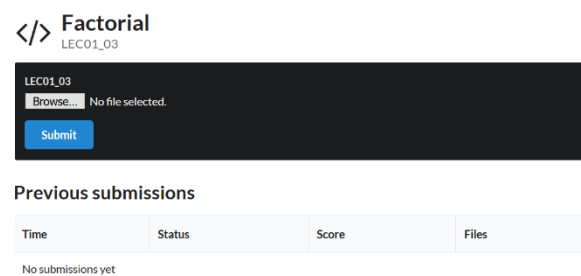 </> Factorial
LEC01_03
LEC01_03
Browse... No file selected.
Submit
Previous submissions
Time Status Score Files
No submissions yet